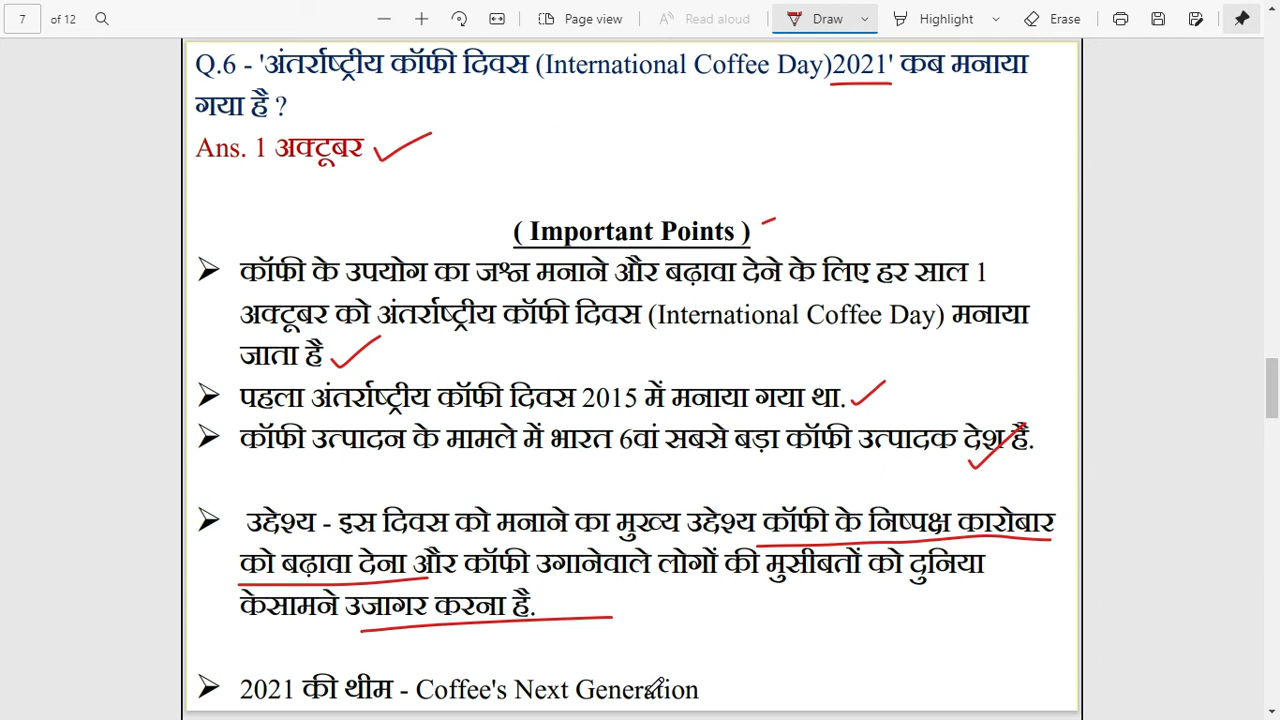 7 of 12 Page view Read aloud Draw Highlight Erase
Q.6 - 'अंतर्राष्ट्रीय कॉफी दिवस (International Coffee Day)2021' कब मनाया
गया है ?
Ans. 1 अक्टूबर
( Important Points )
➢ कॉफी के उपयोग का जश्न मनाने और बढ़ावा देने के लिए हर साल 1
अक्टूबर को अंतर्राष्ट्रीय कॉफी दिवस (International Coffee Day) मनाया
जाता है
➢ पहला अंतर्राष्ट्रीय कॉफी दिवस 2015 में मनाया गया था.
➢ कॉफी उत्पादन के मामले में भारत 6वां सबसे बड़ा कॉफी उत्पादक देश है.
➢ उद्देश्य - इस दिवस को मनाने का मुख्य उद्देश्य कॉफी के निष्पक्ष कारोबार
को बढ़ावा देना और कॉफी उगानेवाले लोगों की मुसीबतों को दुनिया
केसामने उजागर करना है.
➢ 2021 की थीम - Coffee's Next Generation